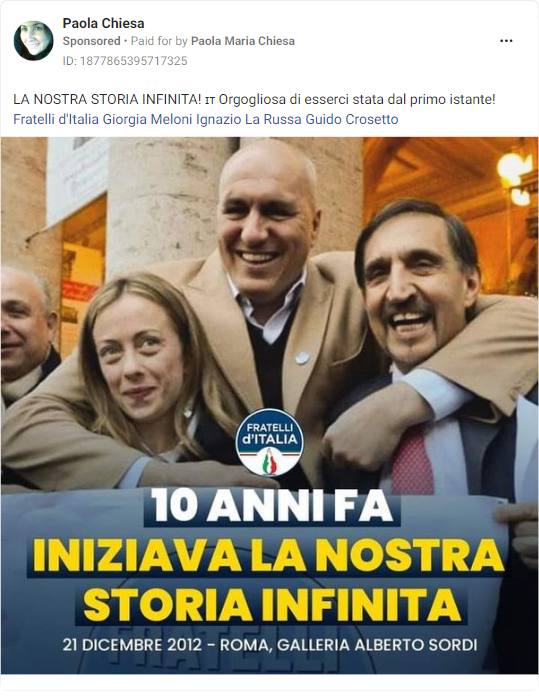 Paola Chiesa
Sponsored • Paid for by Paola Maria Chiesa
ID: 1877865395717325
LA NOSTRA STORIA INFINITA! ɪᴛ Orgogliosa di esserci stata dal primo istante!
Fratelli d'Italia Giorgia Meloni Ignazio La Russa Guido Crosetto
FRATELLI
d'ITALIA
10 ANNI FA
INIZIAVA LA NOSTRA
STORIA INFINITA
21 DICEMBRE 2012 – ROMA, GALLERIA ALBERTO SORDI
FRATELLI